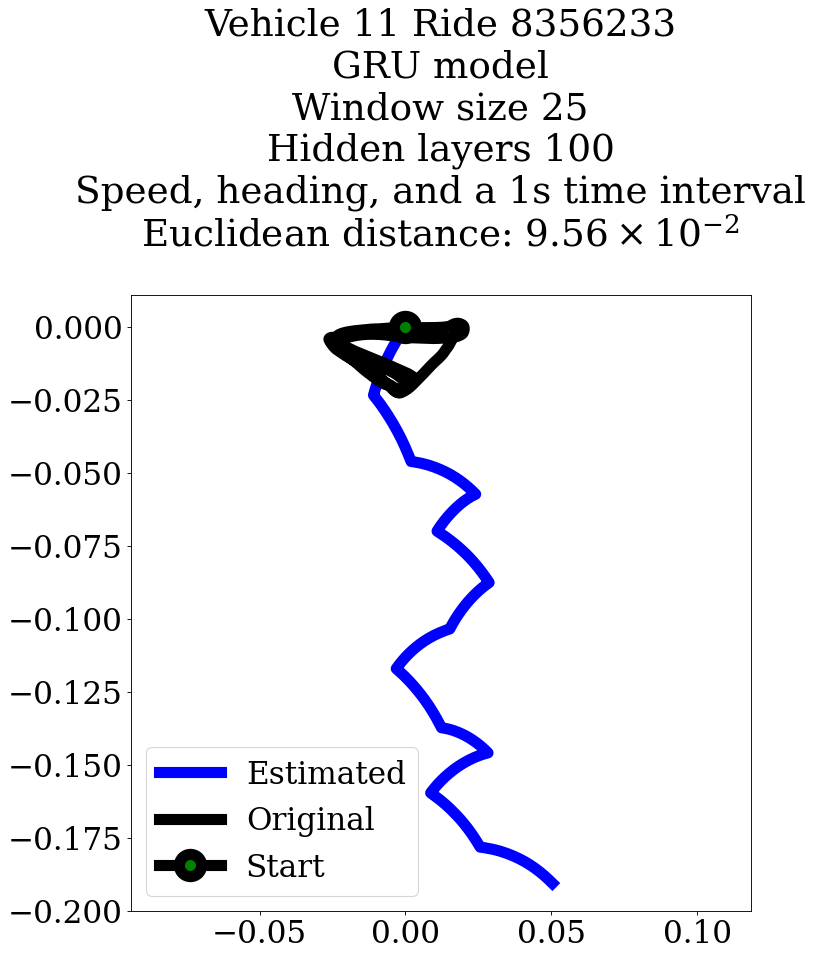 Vehicle 11 Ride 8356233
GRU model
Window size 25
Hidden layers 100
Speed, heading, and a 1s time interval
Euclidean distance: 9.56 × 10⁻²
0.000
−0.025
−0.050
−0.075
−0.100
−0.125
−0.150
−0.175
−0.200
Estimated
Original
Start
−0.05
0.00
0.05
0.10